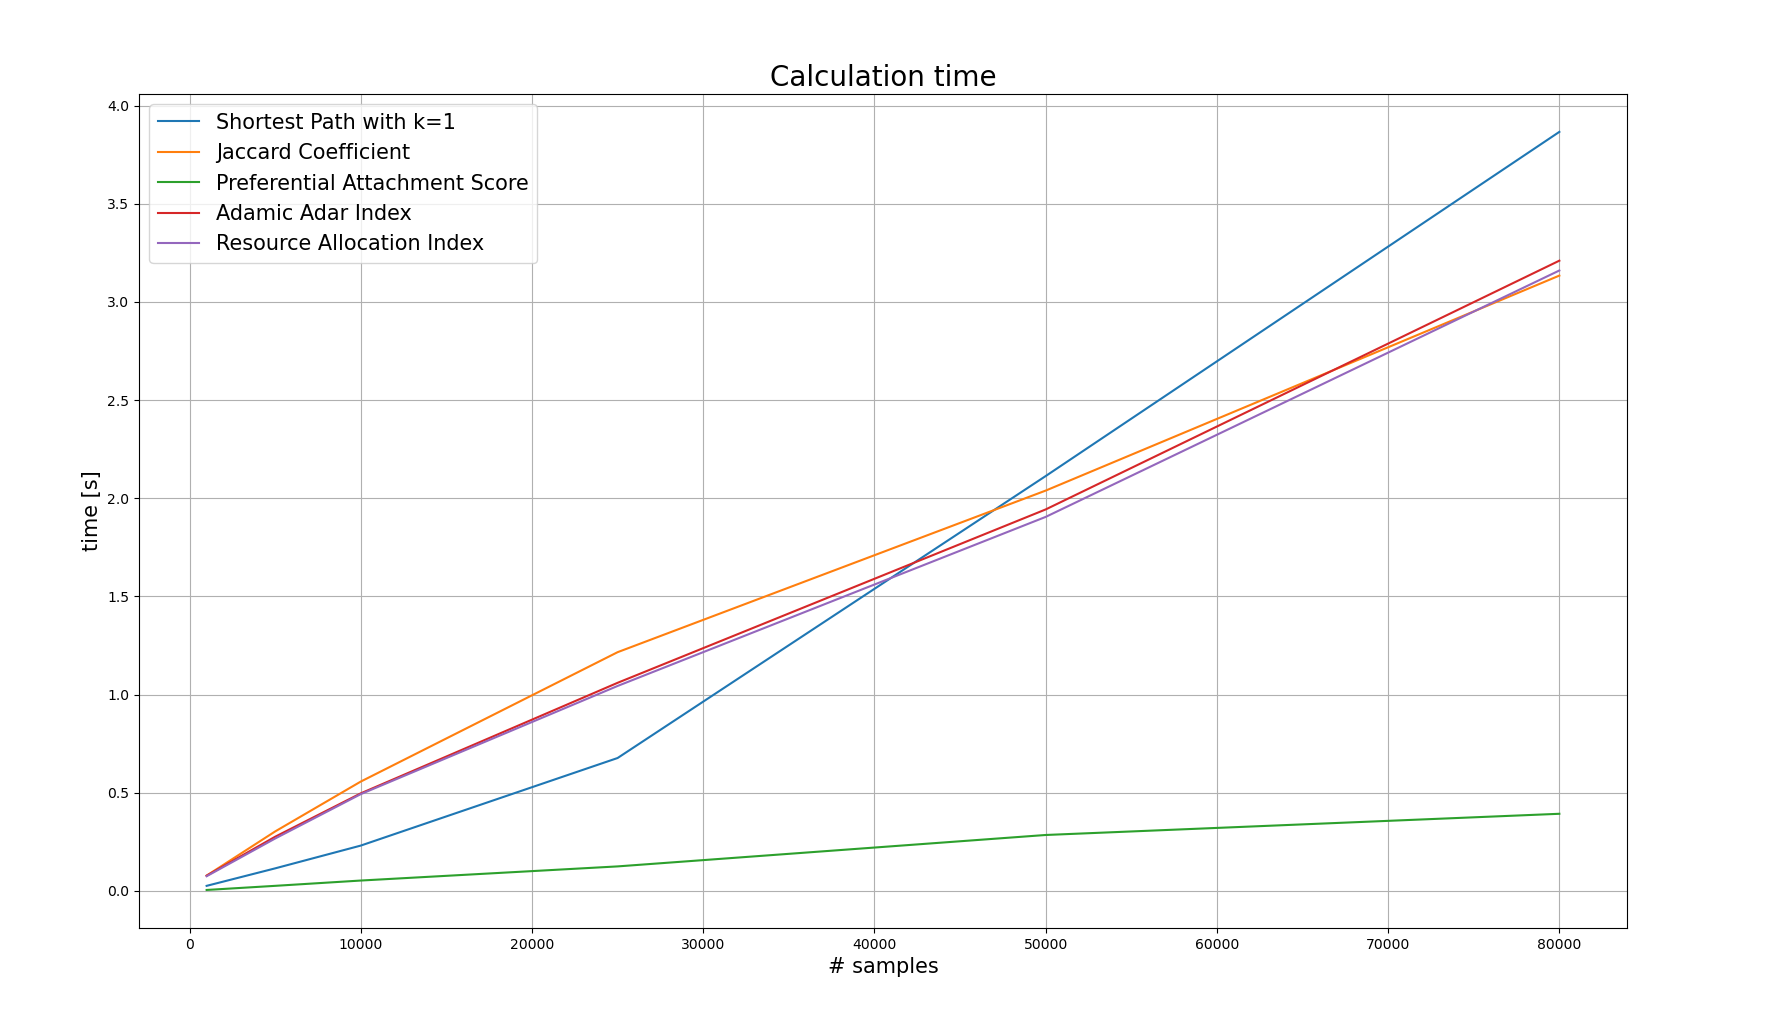 Calculation time
4.0
3.5
3.0
2.5
2.0
1.5
1.0
0.5
0.0
time [s]
Shortest Path with k=1
Jaccard Coefficient
Preferential Attachment Score
Adamic Adar Index
Resource Allocation Index
0 10000 20000 30000 40000 50000 60000 70000 80000
# samples